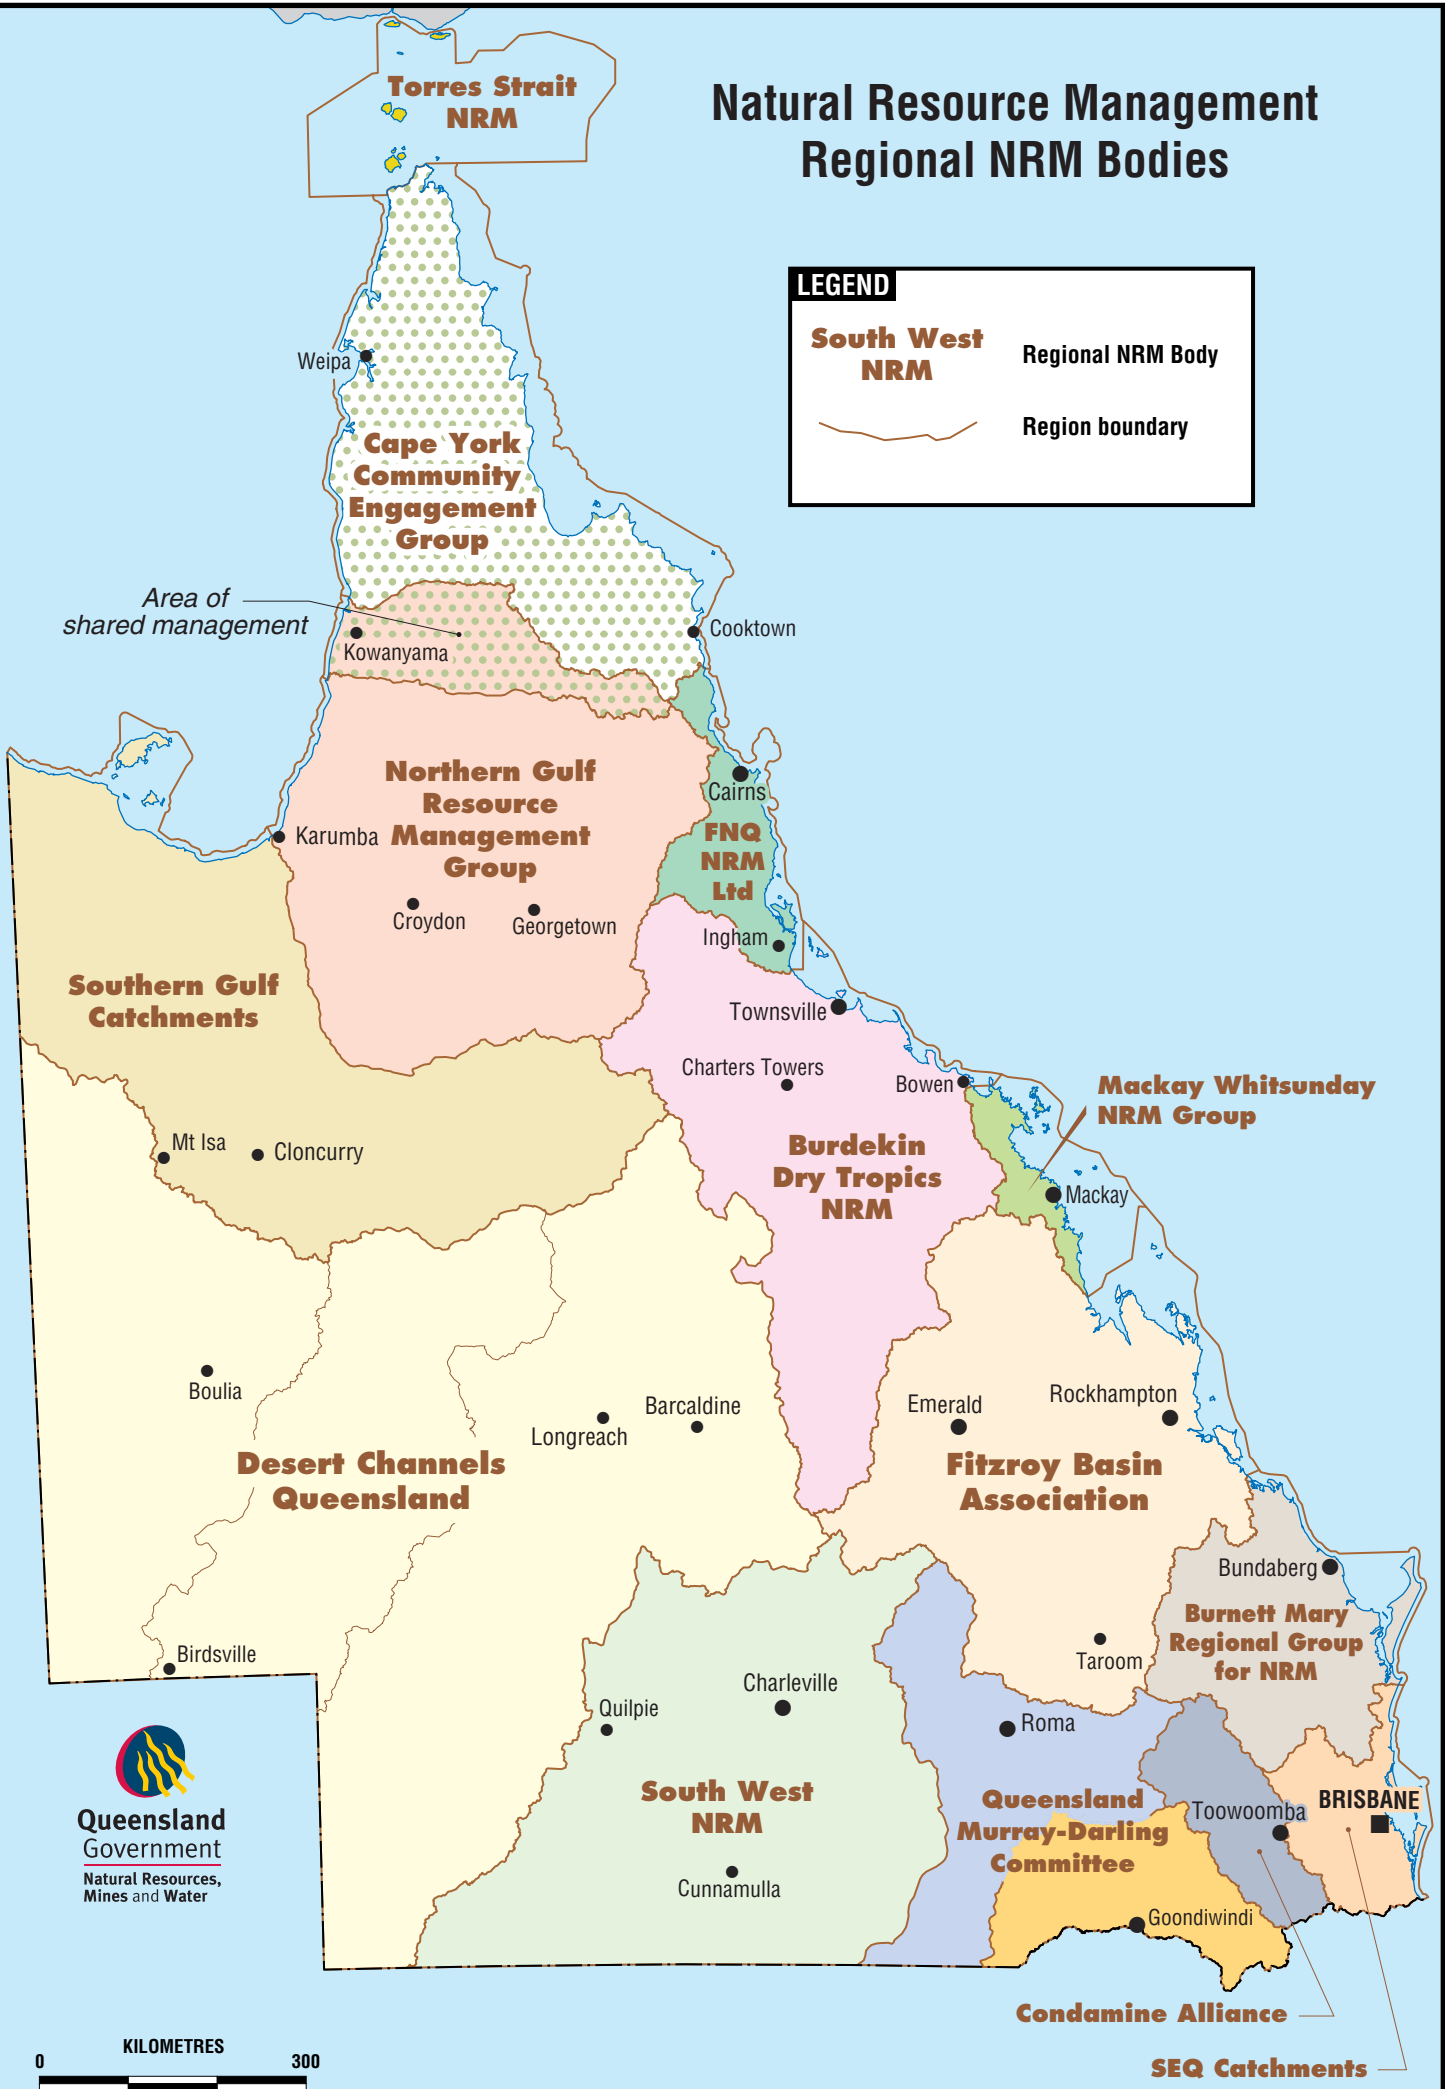 Natural Resource Management
Regional NRM Bodies
LEGEND
South West
NRM
Regional NRM Body
Region boundary
Torres Strait
NRM
Weipa
Cape York
Community
Engagement
Group
Area of
shared management
Kowanyama
Cooktown
Northern Gulf
Resource
Management
Group
Karumba
Croydon
Georgetown
Cairns
FNQ
NRM
Ltd
Ingham
Southern Gulf
Catchments
Townsville
Charters Towers
Bowen
Mackay Whitsunday
NRM Group
Mt Isa
Cloncurry
Burdekin
Dry Tropics
NRM
Mackay
Boulia
Longreach
Barcaldine
Emerald
Rockhampton
Desert Channels
Queensland
Fitzroy Basin
Association
Bundaberg
Burnett Mary
Regional Group
for NRM
Birdsville
Taroom
Charleville
Quilpie
Roma
South West
NRM
Queensland
Murray-Darling
Committee
Toowoomba
BRISBANE
Cunnamulla
Goondiwindi
Queensland
Government
Natural Resources,
Mines and Water
Condamine Alliance
SEQ Catchments
KILOMETRES
0
300